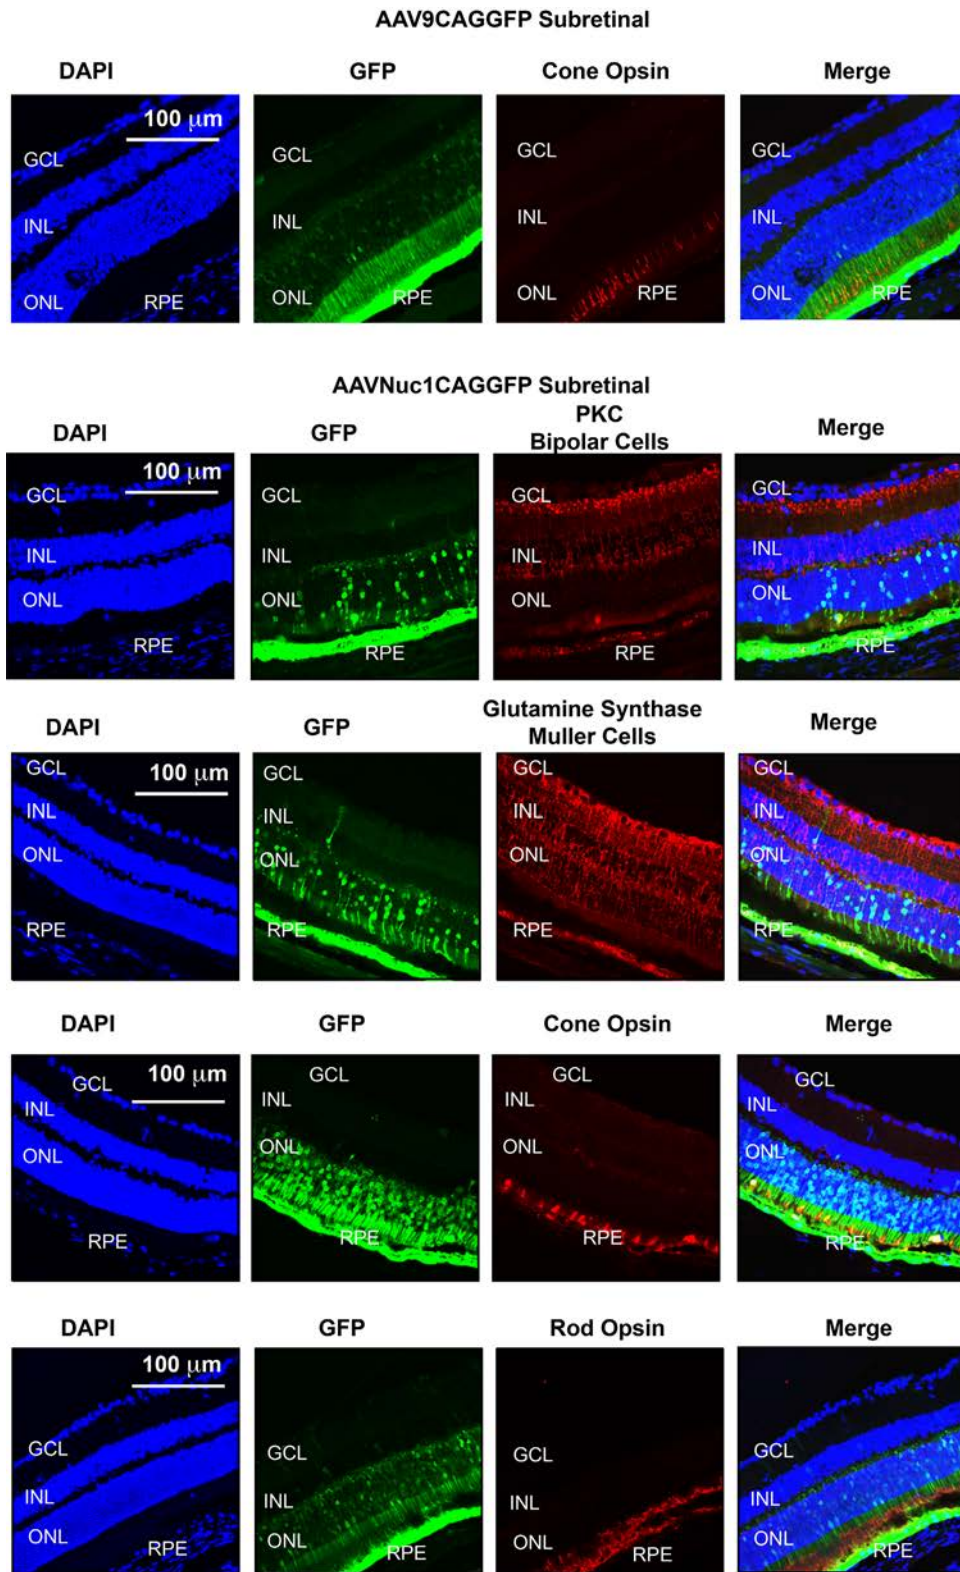 AAV9CAGGFP Subretinal
DAPI GFP Cone Opsin Merge
100 μm
GCL GCL GCL GCL
INL INL INL INL
ONL RPE ONL RPE ONL RPE ONL RPE
AAVNuc1CAGGFP Subretinal
DAPI GFP PKC Bipolar Cells Merge
100 μm
GCL GCL GCL GCL
INL INL INL INL
ONL ONL ONL ONL
RPE RPE RPE RPE
DAPI GFP Glutamine Synthase Muller Cells Merge
100 μm
GCL GCL GCL GCL
INL INL INL INL
ONL ONL ONL ONL
RPE RPE RPE RPE
DAPI GFP Cone Opsin Merge
100 μm
GCL GCL GCL GCL
INL INL INL INL
ONL ONL ONL ONL
RPE RPE RPE RPE
DAPI GFP Rod Opsin Merge
100 μm
GCL GCL GCL GCL
INL INL INL INL
ONL RPE ONL RPE ONL RPE ONL RPE